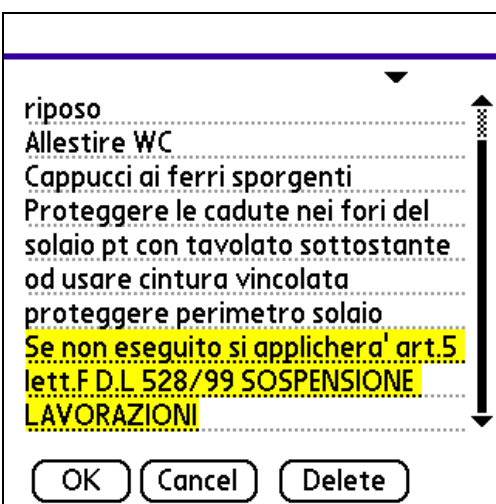 riposo
Allestire WC
Cappucci ai ferri sporgenti
Proteggere le cadute nei fori del
solaio pt con tavolato sottostante
od usare cintura vincolata
proteggere perimetro solaio
Se non eseguito si applichera' art.5
lett.F D.L 528/99 SOSPENSIONE
LAVORAZIONI
OK Cancel Delete